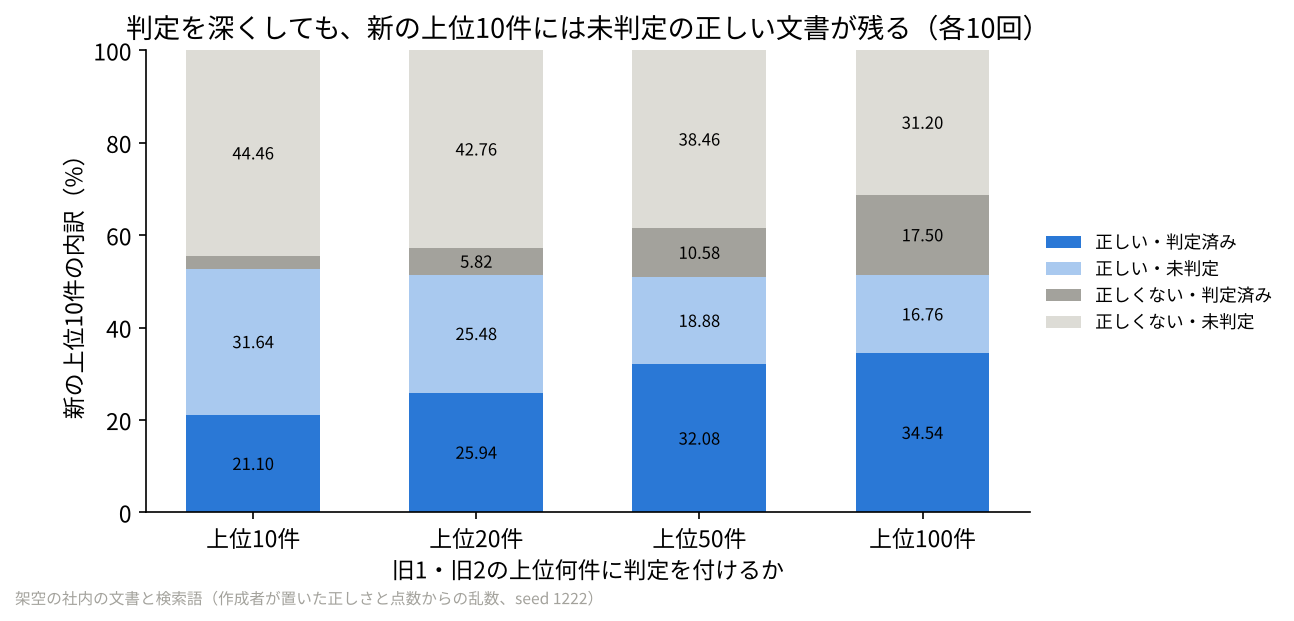 判定を深くしても、新の上位10件には未判定の正しい文書が残る（各10回）
新の上位10件の内訳（%）
100
80
60
40
20
0
44.46
31.64
21.10
42.76
5.82
25.48
25.94
38.46
10.58
18.88
32.08
31.20
17.50
16.76
34.54
上位10件
上位20件
上位50件
上位100件
旧1・旧2の上位何件に判定を付けるか
正しい・判定済み
正しい・未判定
正しくない・判定済み
正しくない・未判定
架空の社内の文書と検索語（作成者が置いた正しさと点数からの乱数、seed 1222）